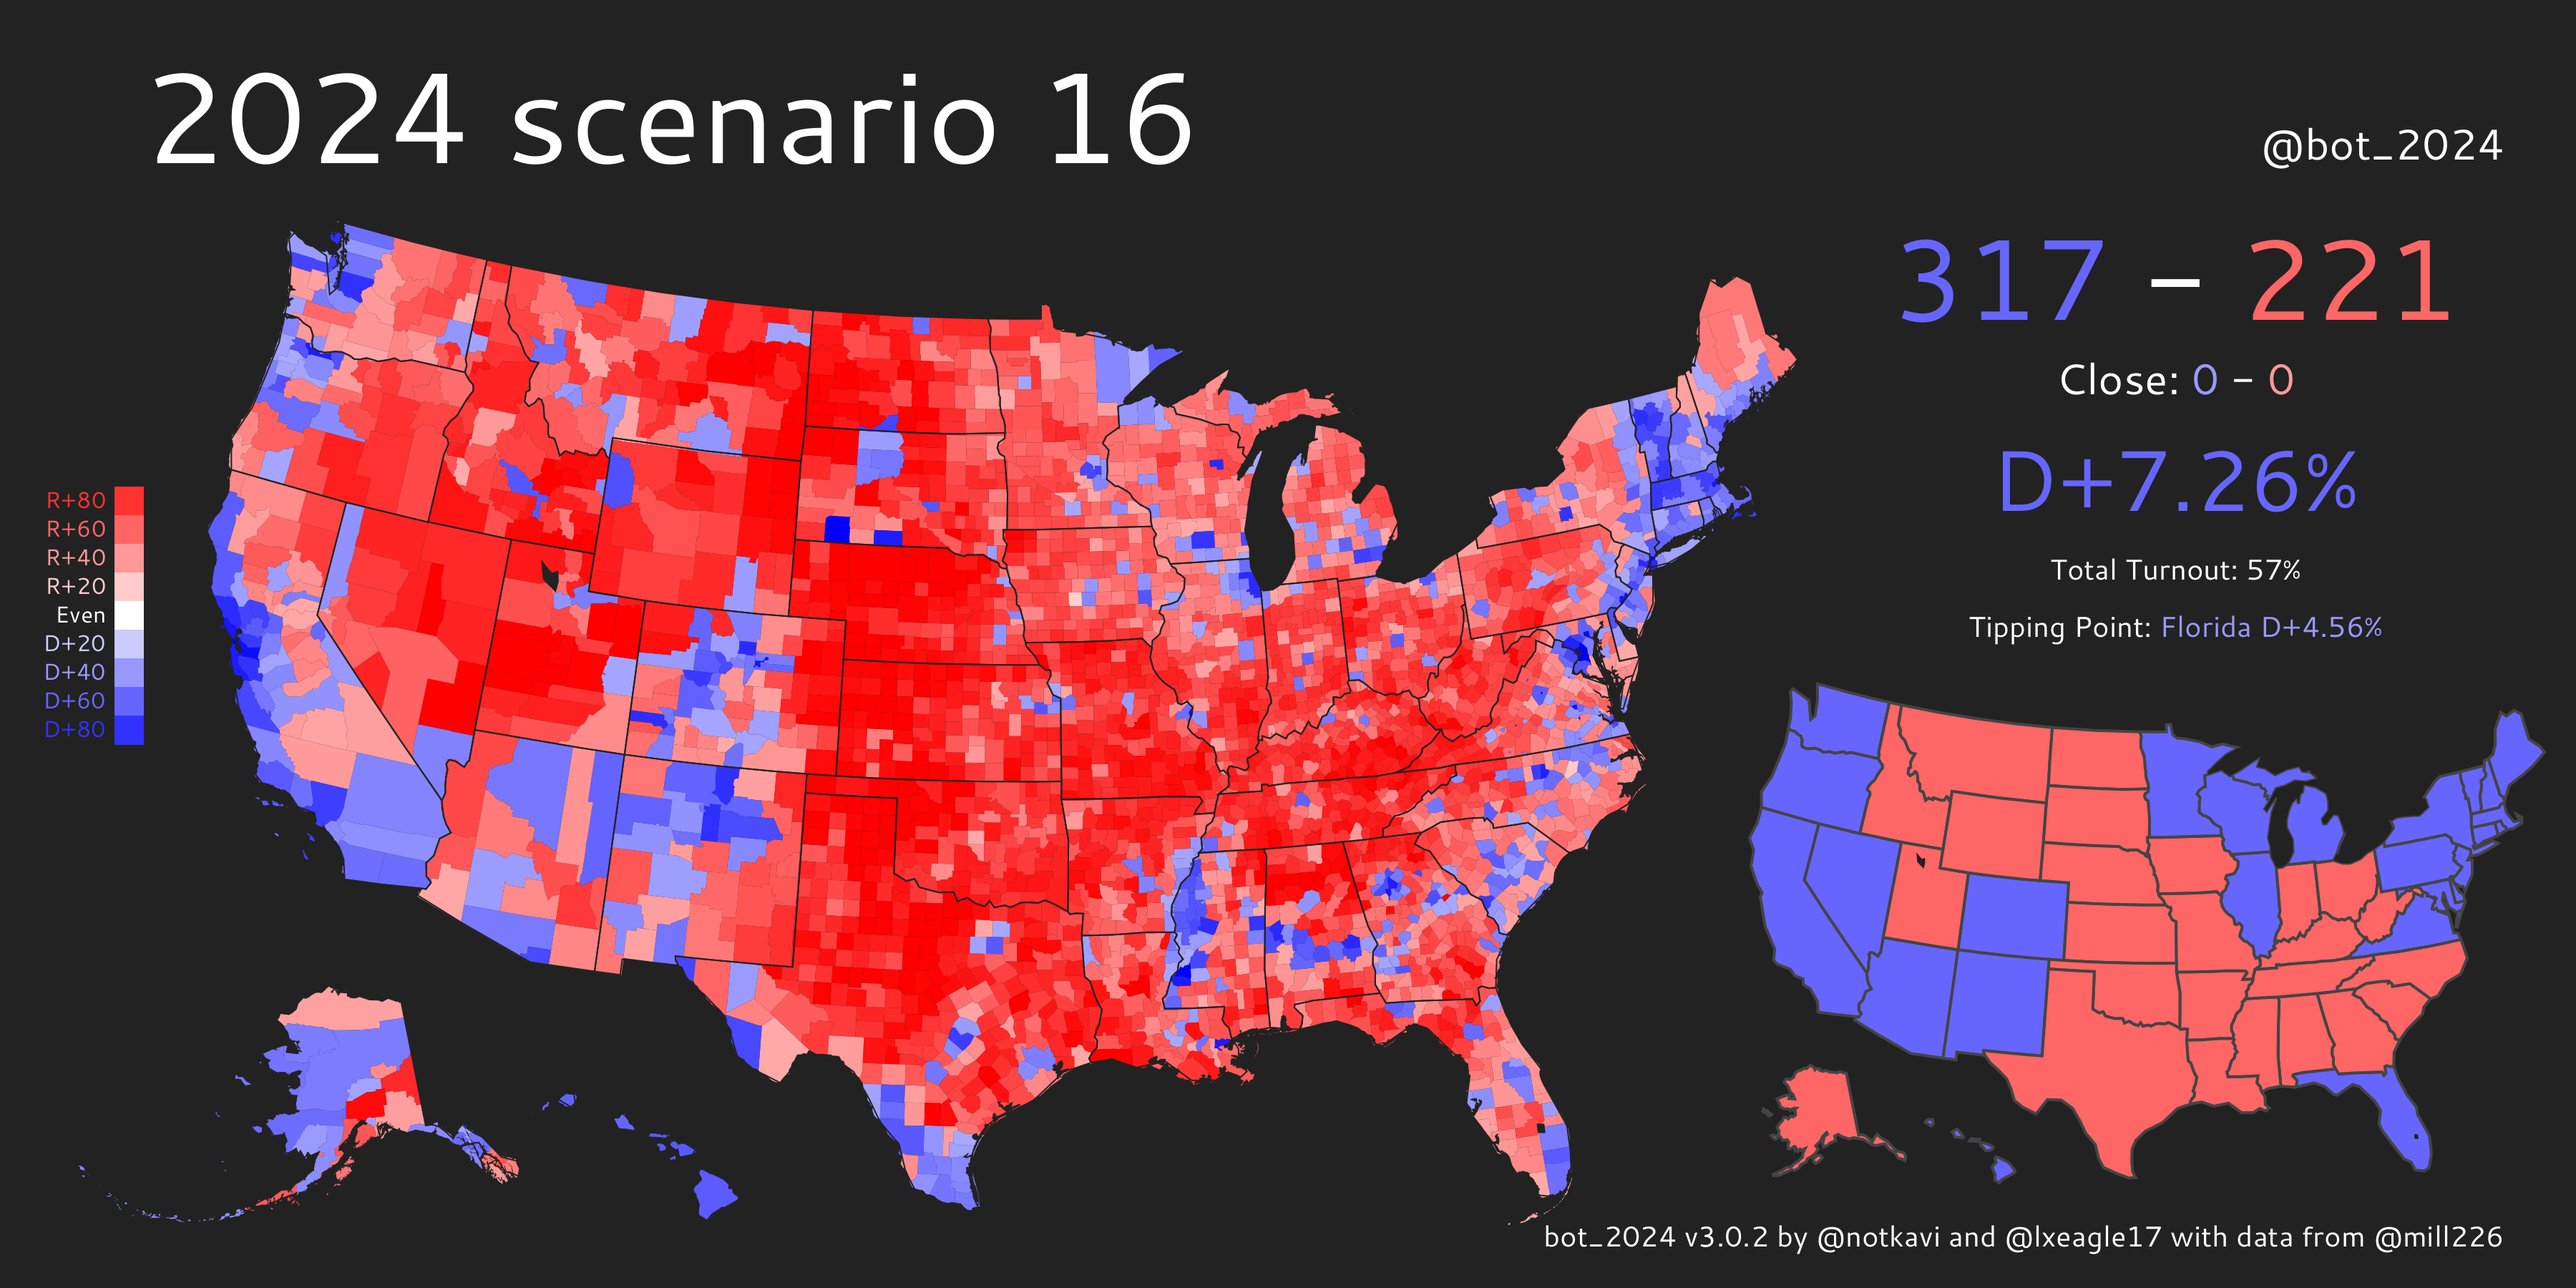 2024 scenario 16
@bot_2024
317 – 221
Close: 0 - 0
D+7.26%
Total Turnout: 57%
Tipping Point: Florida D+4.56%
R+80
R+60
R+40
R+20
Even
D+20
D+40
D+60
D+80
bot_2024 v3.0.2 by @notkavi and @lxeagle17 with data from @mill226